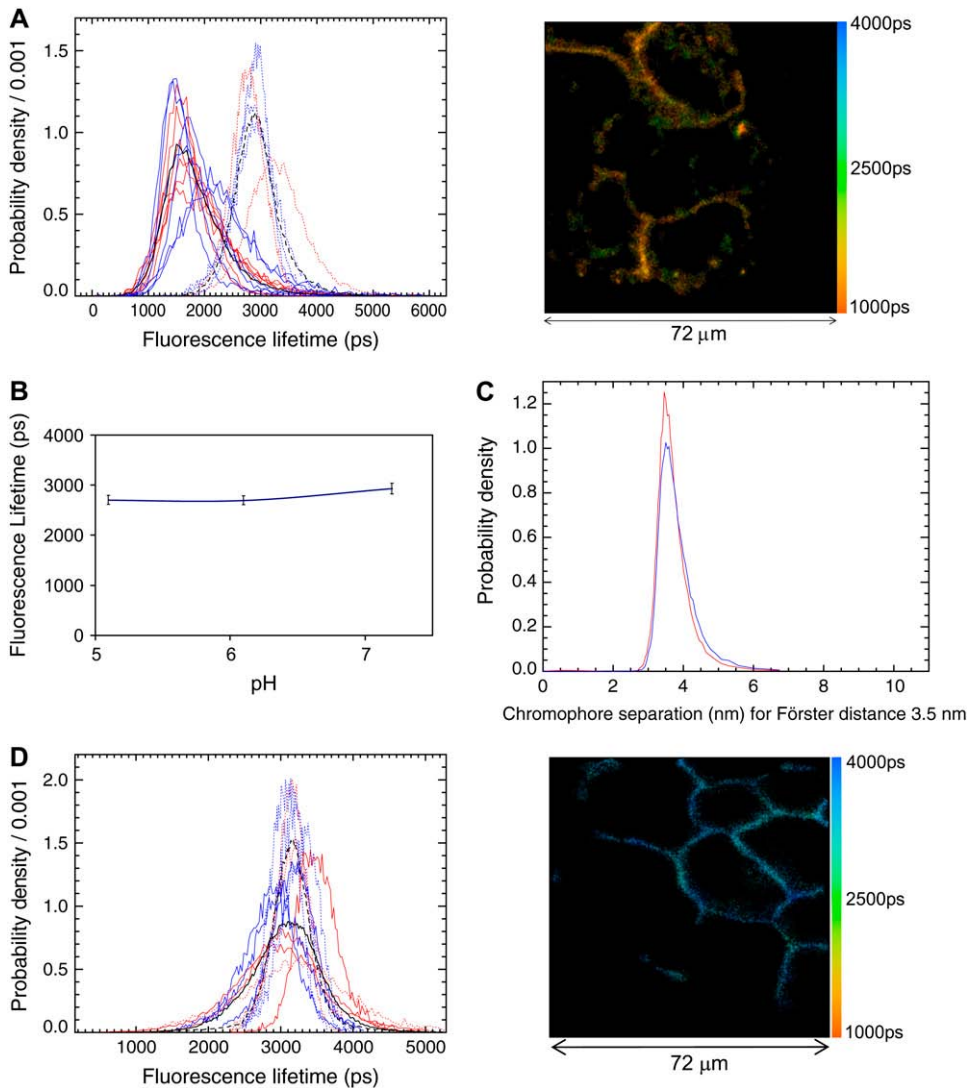 A
Probability density / 0.001
1.5
1.0
0.5
0.0
0 1000 2000 3000 4000 5000 6000
Fluorescence lifetime (ps)
4000ps
2500ps
1000ps
72 μm
B
Fluorescence Lifetime (ps)
4000
3000
2000
1000
0
5 6 7
pH
C
Probability density
1.2
1.0
0.8
0.6
0.4
0.2
0.0
0 2 4 6 8 10
Chromophore separation (nm) for Förster distance 3.5 nm
D
Probability density / 0.001
2.0
1.5
1.0
0.5
0.0
1000 2000 3000 4000 5000
Fluorescence lifetime (ps)
4000ps
2500ps
1000ps
72 μm